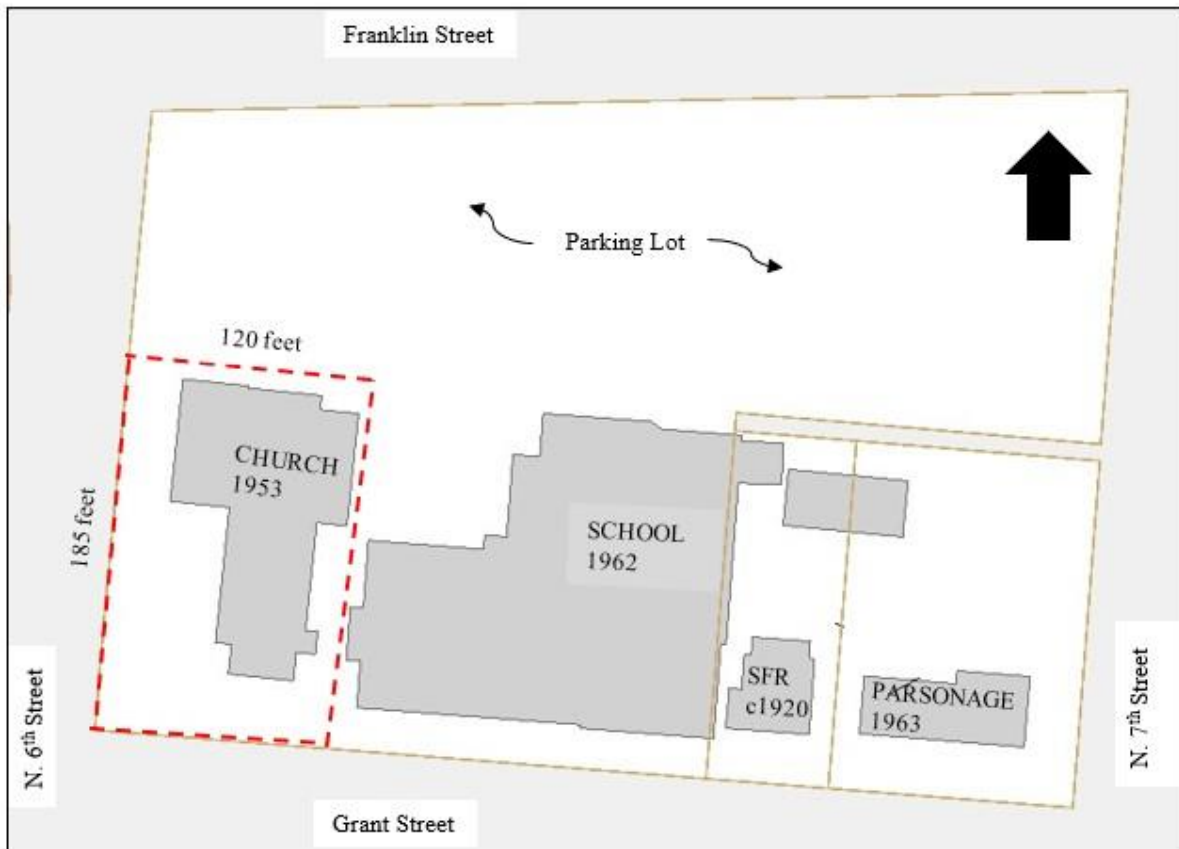 Franklin Street
Parking Lot
120 feet
185 feet
CHURCH
1953
SCHOOL
1962
SFR
c1920
PARSONAGE
1963
N. 6th Street
N. 7th Street
Grant Street